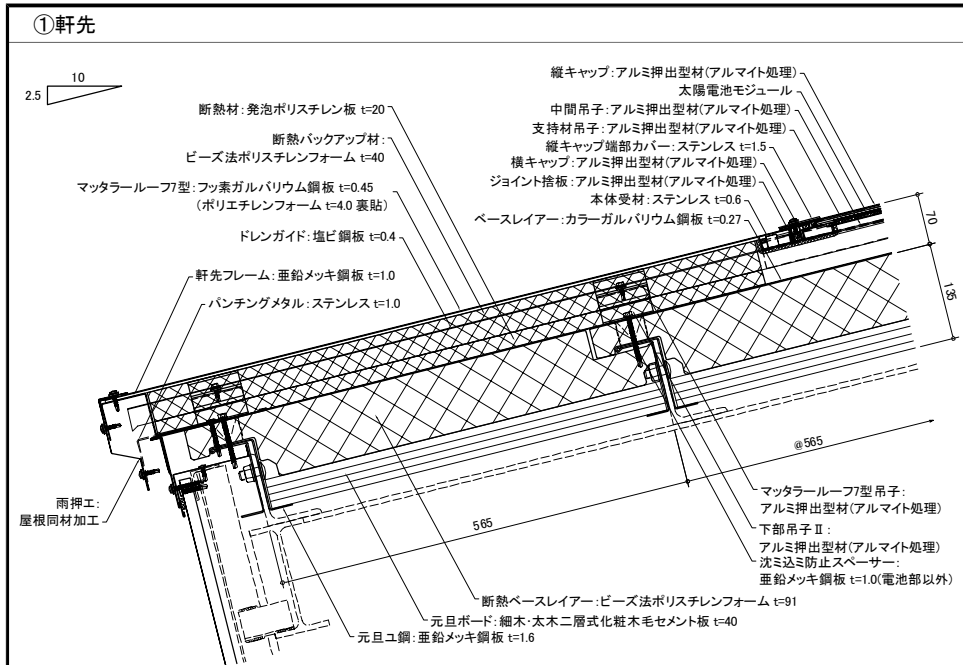 ①軒先
10
2.5
縦キャップ:アルミ押出型材(アルマイト処理)
太陽電池モジュール
中間吊子:アルミ押出型材(アルマイト処理)
支持材吊子:アルミ押出型材(アルマイト処理)
縦キャップ端部カバー:ステンレス t=1.5
横キャップ:アルミ押出型材(アルマイト処理)
ジョイント捨板:アルミ押出型材(アルマイト処理)
本体受材:ステンレス t=0.6
ベースレイアー:カラーガルバリウム鋼板 t=0.27
断熱材:発泡ポリスチレン板 t=20
断熱バックアップ材:
ビーズ法ポリスチレンフォーム t=40
マッタラールーフ7型:フッ素ガルバリウム鋼板 t=0.45
(ポリエチレンフォーム t=4.0 裏貼)
ドレンガイド:塩ビ鋼板 t=0.4
軒先フレーム:亜鉛メッキ鋼板 t=1.0
パンチングメタル:ステンレス t=1.0
70
135
@565
565
雨押エ:
屋根同材加工
マッタラールーフ7型吊子:
アルミ押出型材(アルマイト処理)
下部吊子Ⅱ:
アルミ押出型材(アルマイト処理)
沈ミ込ミ防止スペーサー:
亜鉛メッキ鋼板 t=1.0(電池部以外)
断熱ベースレイアー:ビーズ法ポリスチレンフォーム t=91
元旦ボード:細木・太木二層式化粧木毛セメント板 t=40
元旦ユ鋼:亜鉛メッキ鋼板 t=1.6